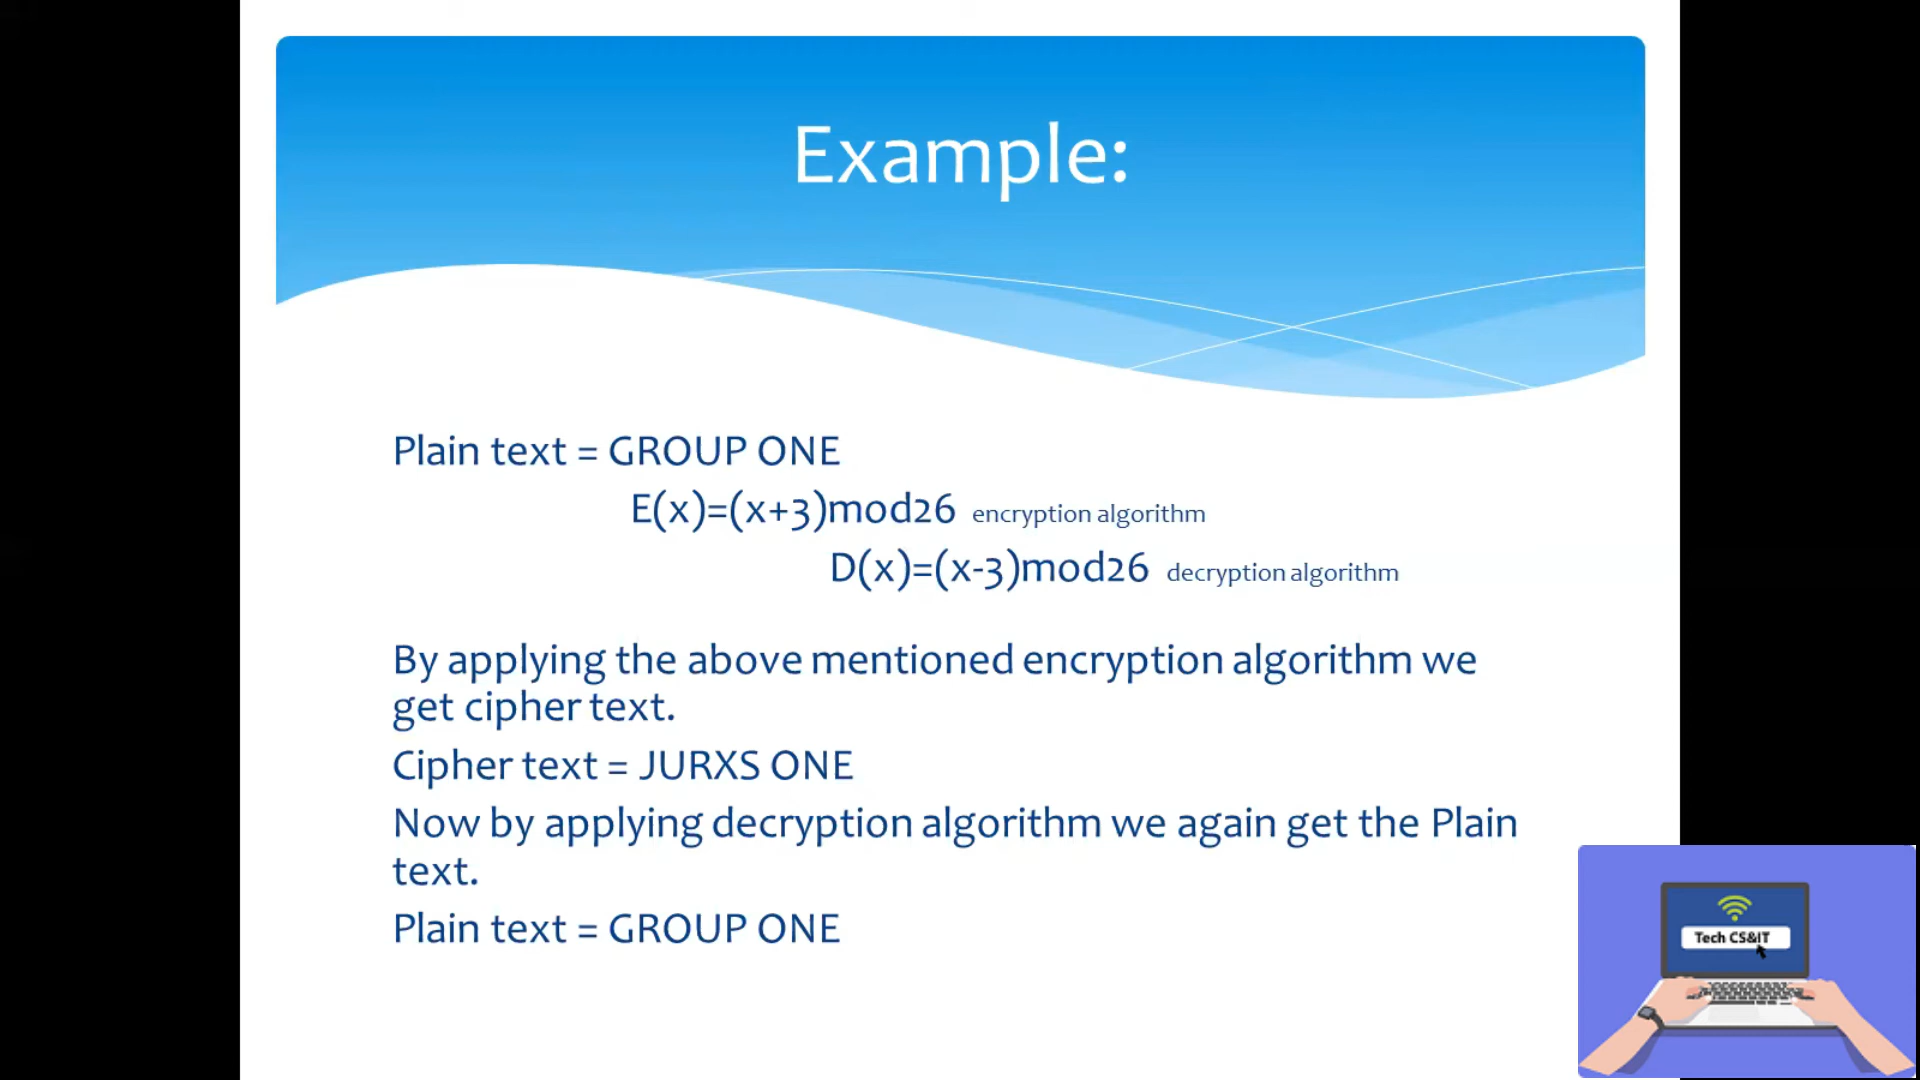 Example:
Plain text = GROUP ONE
E(x)=(x+3)mod26 encryption algorithm
D(x)=(x-3)mod26 decryption algorithm
By applying the above mentioned encryption algorithm we
get cipher text.
Cipher text = JURXS ONE
Now by applying decryption algorithm we again get the Plain
text.
Plain text = GROUP ONE
Tech CS&IT